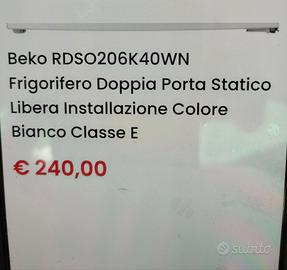 Beko RDSO206K40WN
Frigorifero Doppia Porta Statico
Libera Installazione Colore
Bianco Classe E
€ 240,00
subito